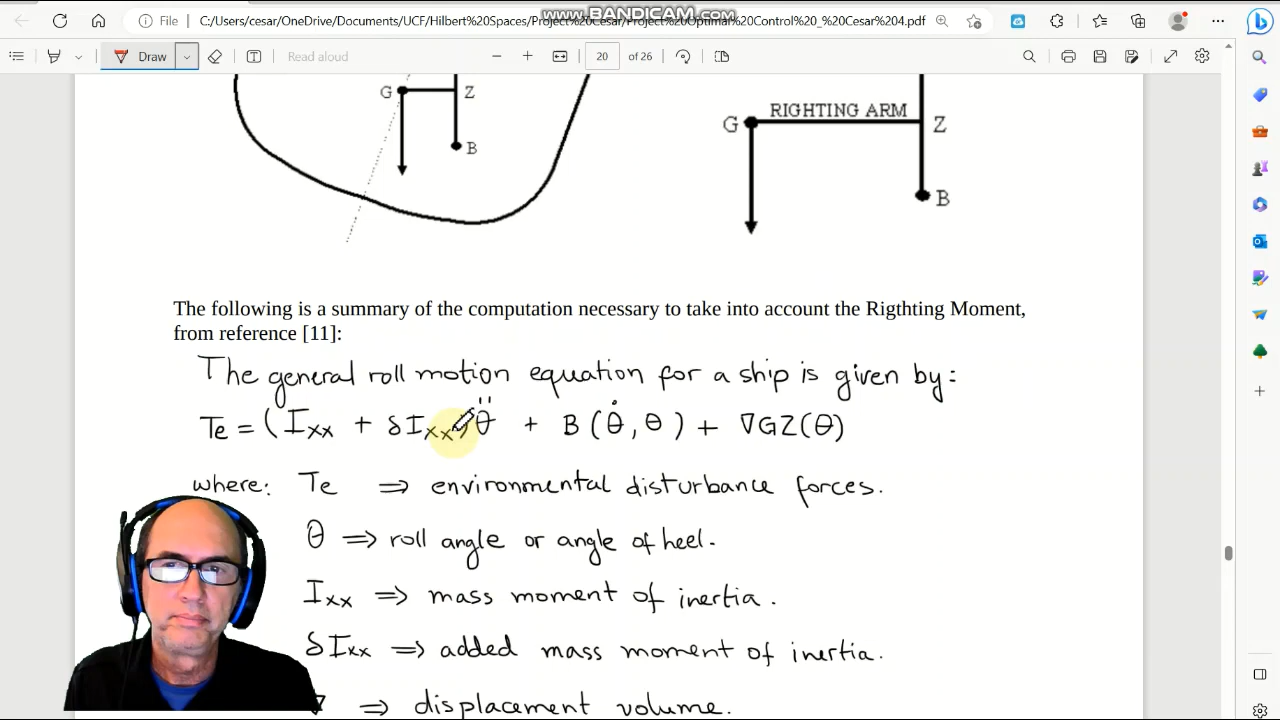 www.BANDICAM.com
File C:/Users/cesar/OneDrive/Documents/UCF/Hilbert%20Spaces/Project%20Cesar/Project%20Optimal%20Control%20_%20Cesar%204.pdf
Draw Read aloud 20 of 26
G Z
B
RIGHTING ARM
G Z
B
The following is a summary of the computation necessary to take into account the Rigthting Moment,
from reference [11]:
The general roll motion equation for a ship is given by:
Te = (Ixx + δIxx)θ̈ + B(θ̇,θ) + ∇GZ(θ)
where: Te ⇒ environmental disturbance forces.
θ ⇒ roll angle or angle of heel.
Ixx ⇒ mass moment of inertia.
δIxx ⇒ added mass moment of inertia.
∇ ⇒ displacement volume.